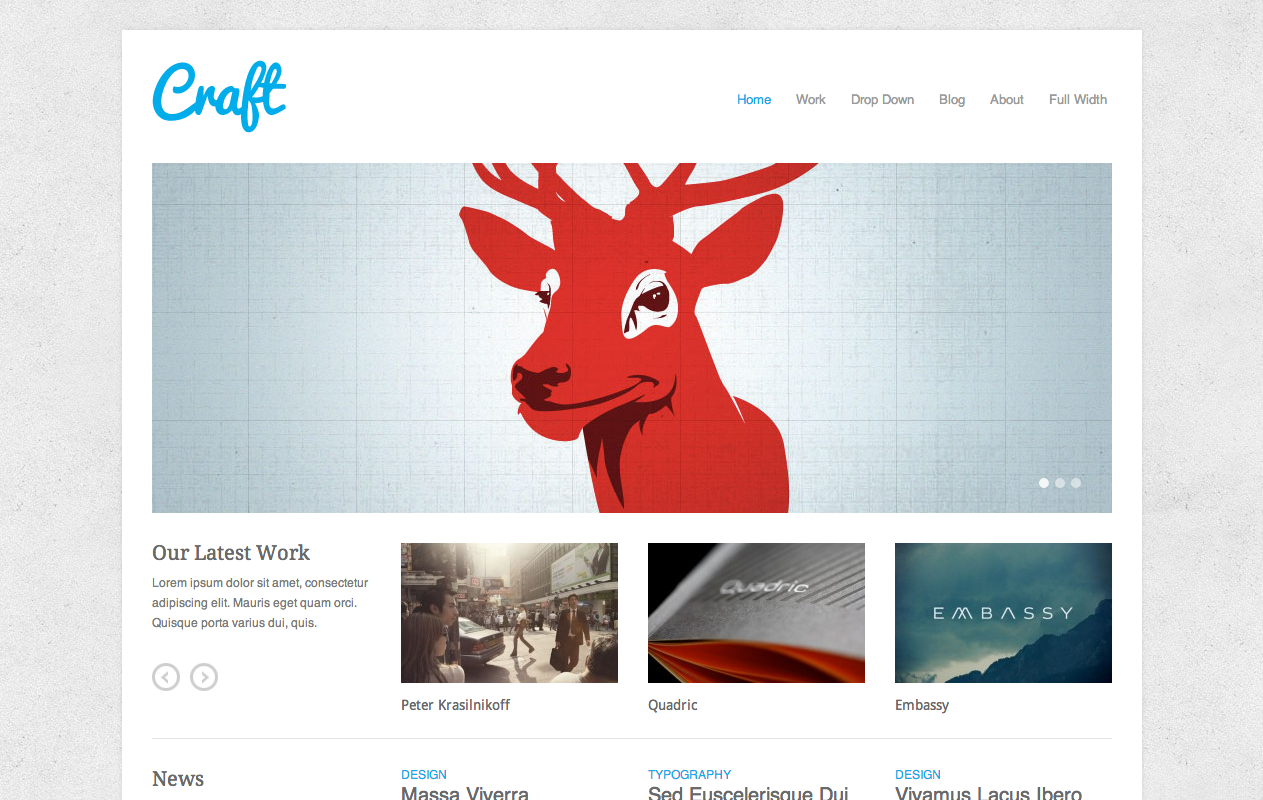 Craft
Home Work Drop Down Blog About Full Width
Our Latest Work
Lorem ipsum dolor sit amet, consectetur
adipiscing elit. Mauris eget quam orci.
Quisque porta varius dui, quis.
Quadric
EMBASSY
Peter Krasilnikoff
Quadric
Embassy
News
DESIGN
Massa Viverra
TYPOGRAPHY
Sed Euscelerisque Dui
DESIGN
Vivamus Lacus Ibero